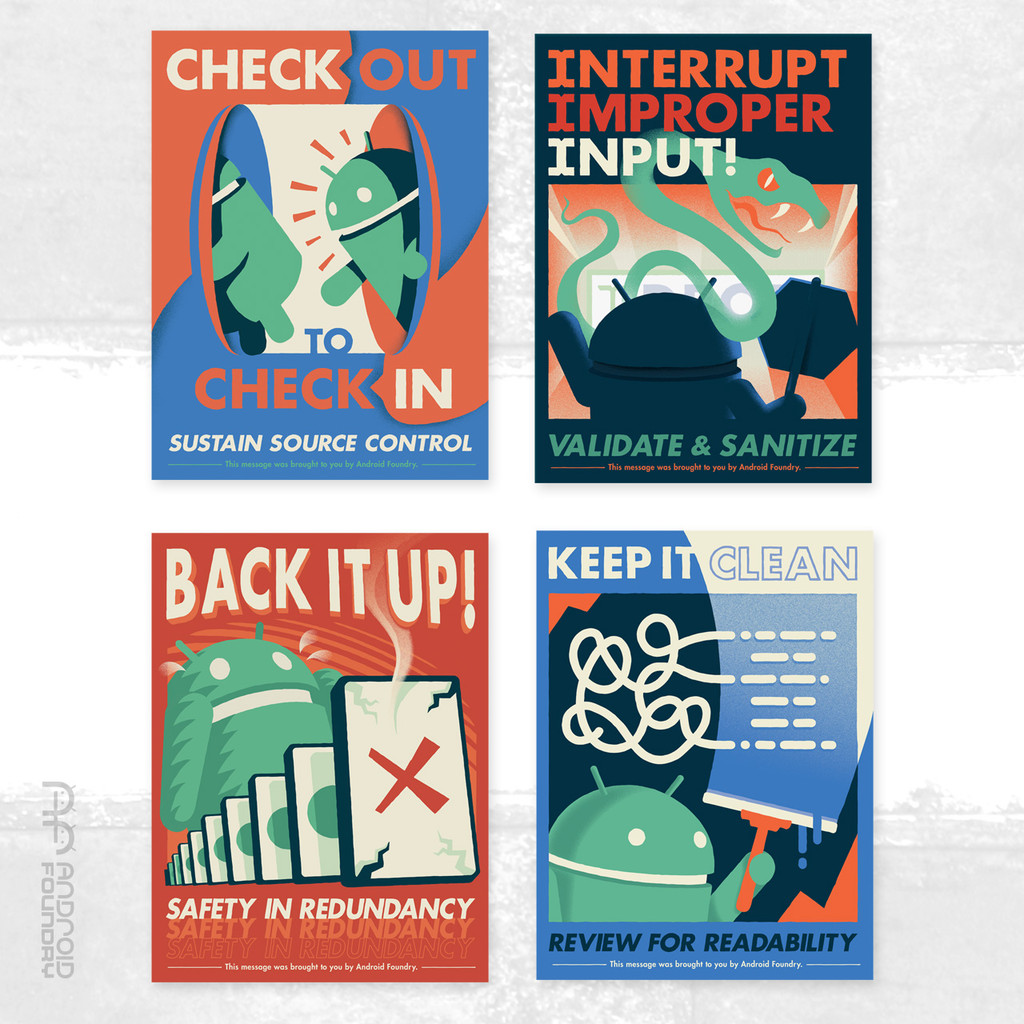 CHECK OUT
TO
CHECK IN
SUSTAIN SOURCE CONTROL
This message was brought to you by Android Foundry.
INTERRUPT
IMPROPER
INPUT!
VALIDATE & SANITIZE
This message was brought to you by Android Foundry.
BACK IT UP!
SAFETY IN REDUNDANCY
SAFETY IN REDUNDANCY
SAFETY IN REDUNDANCY
This message was brought to you by Android Foundry.
KEEP IT CLEAN
REVIEW FOR READABILITY
This message was brought to you by Android Foundry.
ANDROID
FOUNDRY